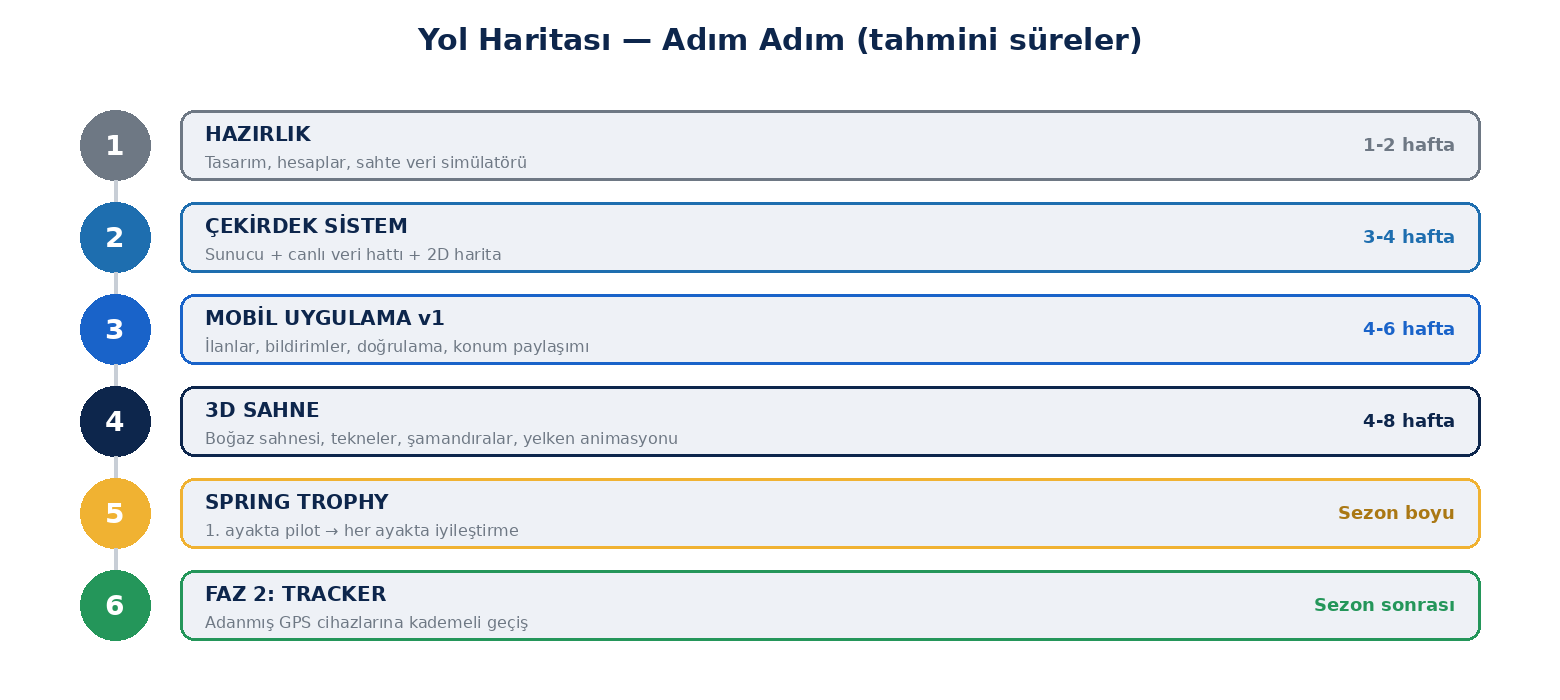 Yol Haritası — Adım Adım (tahmini süreler)
1
HAZIRLIK
Tasarım, hesaplar, sahte veri simülatörü
1-2 hafta
2
ÇEKİRDEK SİSTEM
Sunucu + canlı veri hattı + 2D harita
3-4 hafta
3
MOBİL UYGULAMA v1
İlanlar, bildirimler, doğrulama, konum paylaşımı
4-6 hafta
4
3D SAHNE
Boğaz sahnesi, tekneler, şamandıralar, yelken animasyonu
4-8 hafta
5
SPRING TROPHY
1. ayakta pilot → her ayakta iyileştirme
Sezon boyu
6
FAZ 2: TRACKER
Adanmış GPS cihazlarına kademeli geçiş
Sezon sonrası